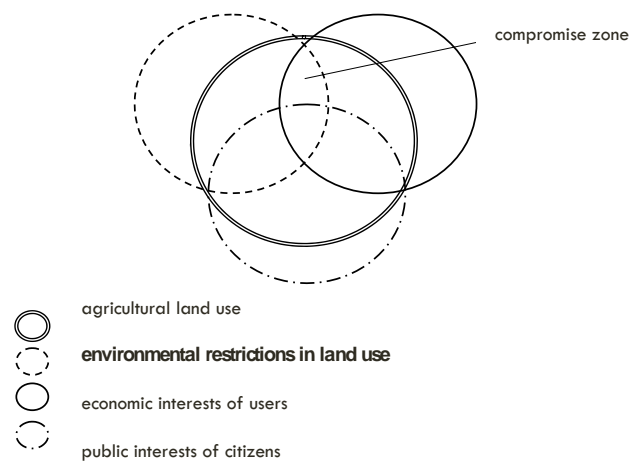 compromise zone
agricultural land use
environmental restrictions in land use
economic interests of users
public interests of citizens